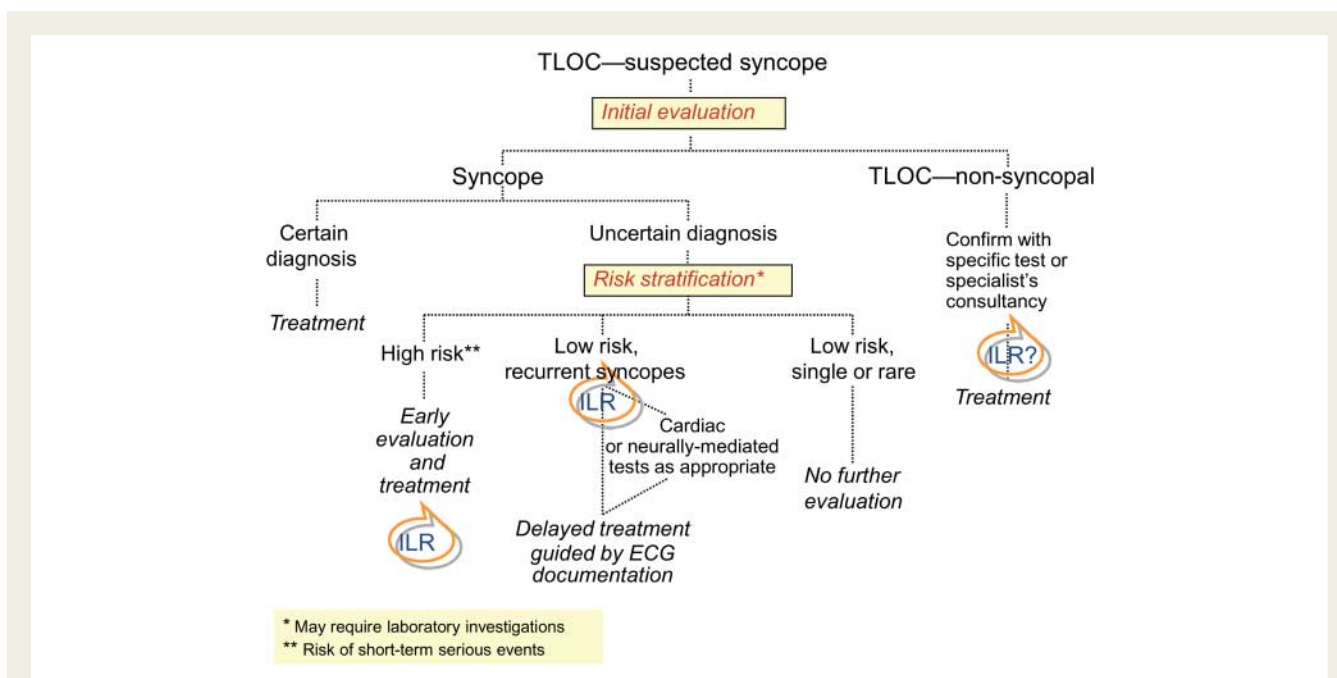 TLOC—suspected syncope
Initial evaluation
Syncope
TLOC—non-syncopal
Certain
diagnosis
Uncertain diagnosis
Confirm with
specific test or
specialist's
consultancy
Risk stratification*
Treatment
High risk**
Low risk,
recurrent syncopes
Low risk,
single or rare
ILR?
Treatment
ILR
Early
evaluation
and
treatment
Cardiac
or neurally-mediated
tests as appropriate
No further
evaluation
ILR
Delayed treatment
guided by ECG
documentation
* May require laboratory investigations
** Risk of short-term serious events